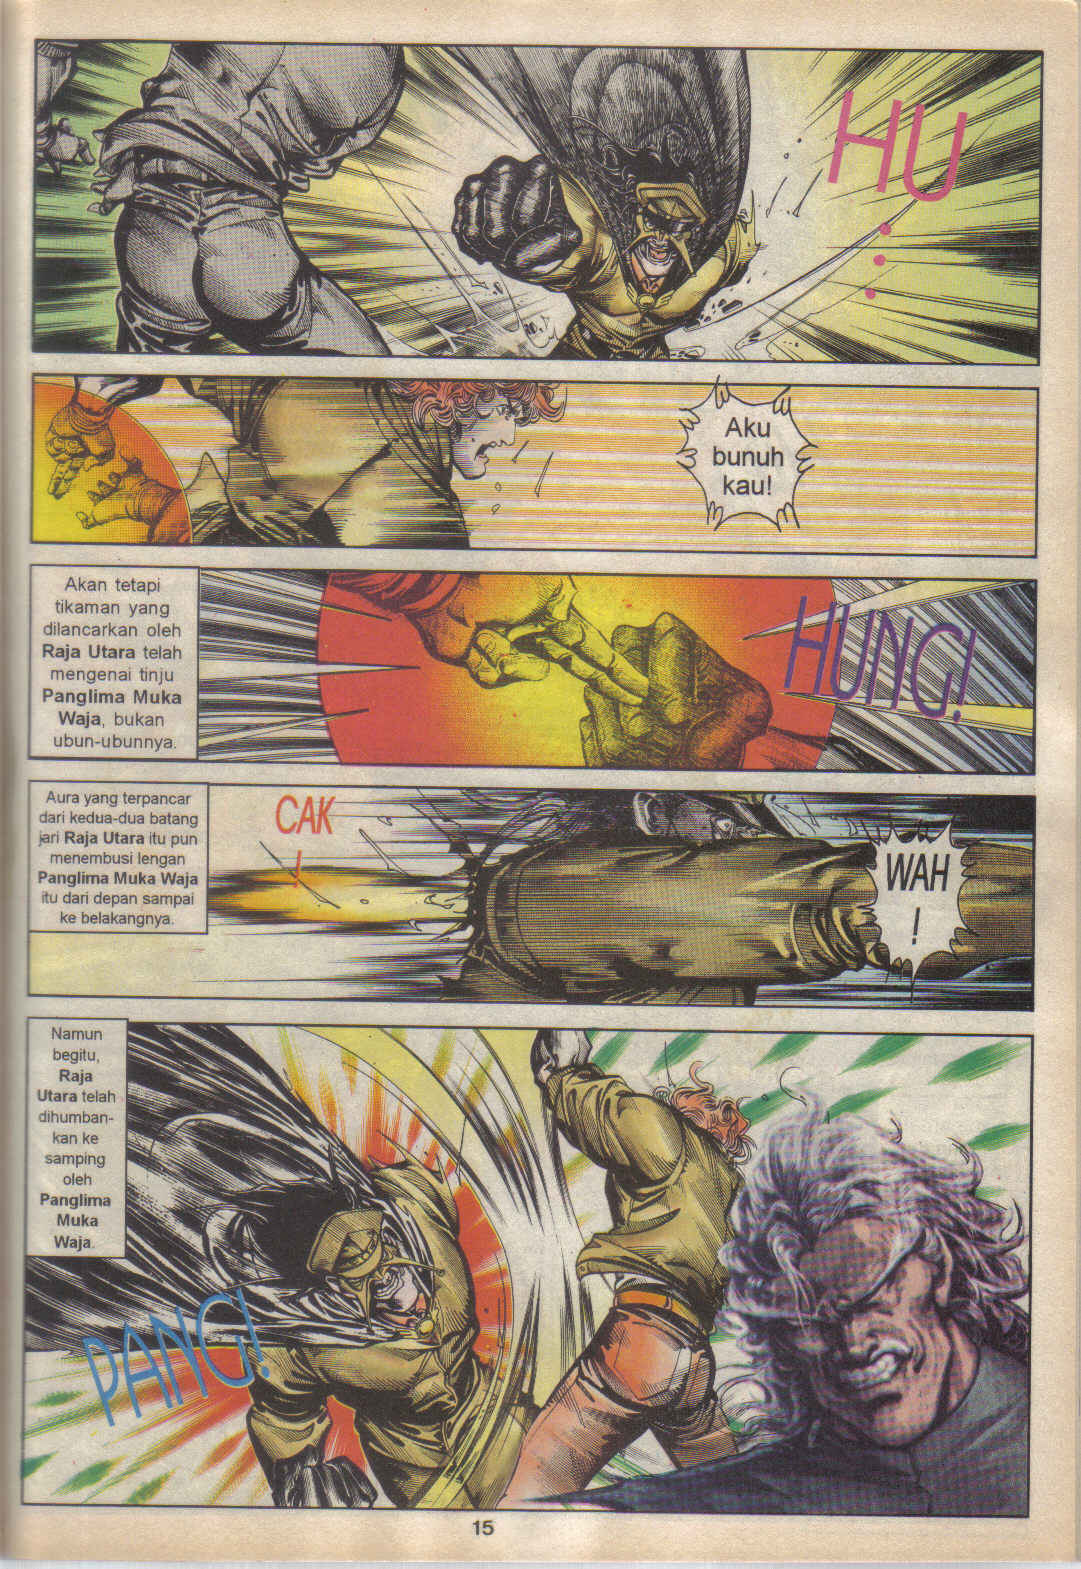 HU
Aku
bunuh
kau!
Akan tetapi
tikaman yang
dilancarkan oleh
Raja Utara telah
mengenai tinju
Panglima Muka
Waja, bukan
ubun-ubunnya.
HUNG!
Aura yang terpancar
dari kedua-dua batang
jari Raja Utara itu pun
menembusi lengan
Panglima Muka Waja
itu dari depan sampai
ke belakangnya.
CAK
!
WAH
!
Namun
begitu,
Raja
Utara telah
dihumban-
kan ke
samping
oleh
Panglima
Muka
Waja.
PANG!
15